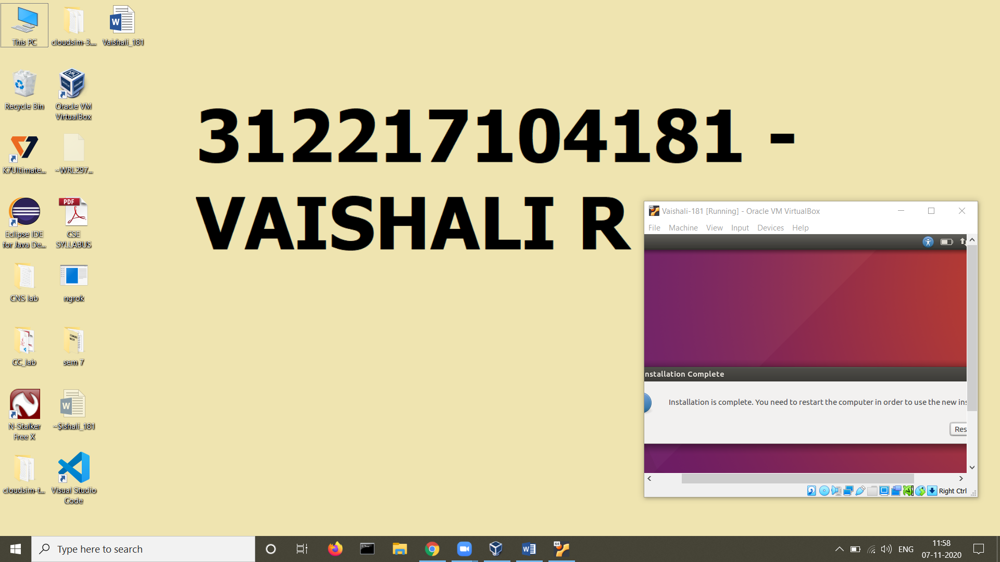 This PC
cloudsim-3....
Vaishali_181
Recycle Bin
Oracle VM
VirtualBox
K7Ultimate...
~WRL297...
Eclipse IDE
for Java De...
PDF
CSE
SYLLABUS
CNS lab
ngrok
CC_lab
sem 7
N-Stalker
Free X
~$ishali_181
cloudsim-t...
Visual Studio
Code
312217104181 -
VAISHALI R
Vaishali-181 [Running] - Oracle VM VirtualBox
File Machine View Input Devices Help
nstallation Complete
Installation is complete. You need to restart the computer in order to use the new ins
Res
Right Ctrl
Type here to search
64
ENG
11:58
07-11-2020